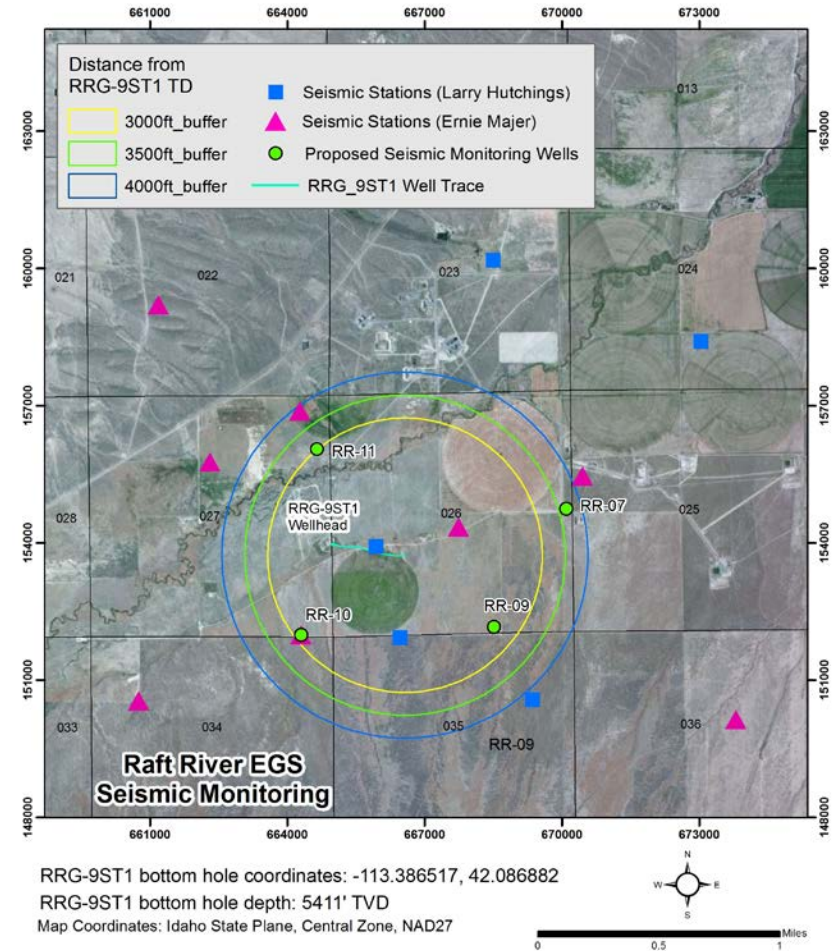 661000 664000 667000 670000 673000
Distance from
RRG-9ST1 TD
3000ft_buffer
3500ft_buffer
4000ft_buffer
Seismic Stations (Larry Hutchings)
Seismic Stations (Ernie Majer)
Proposed Seismic Monitoring Wells
RRG_9ST1 Well Trace
013
163000 163000
160000 160000
021 022 023 024
157000 157000
RR-11
RRG-9ST1
Wellhead
RR-07
028 027 026 025
154000 154000
RR-10 RR-09
151000 151000
033 034 035 036
RR-09
Raft River EGS
Seismic Monitoring
148000 148000
661000 664000 667000 670000 673000
RRG-9ST1 bottom hole coordinates: -113.386517, 42.086882
RRG-9ST1 bottom hole depth: 5411' TVD
Map Coordinates: Idaho State Plane, Central Zone, NAD27
N
W E
S
Miles
0 0.5 1